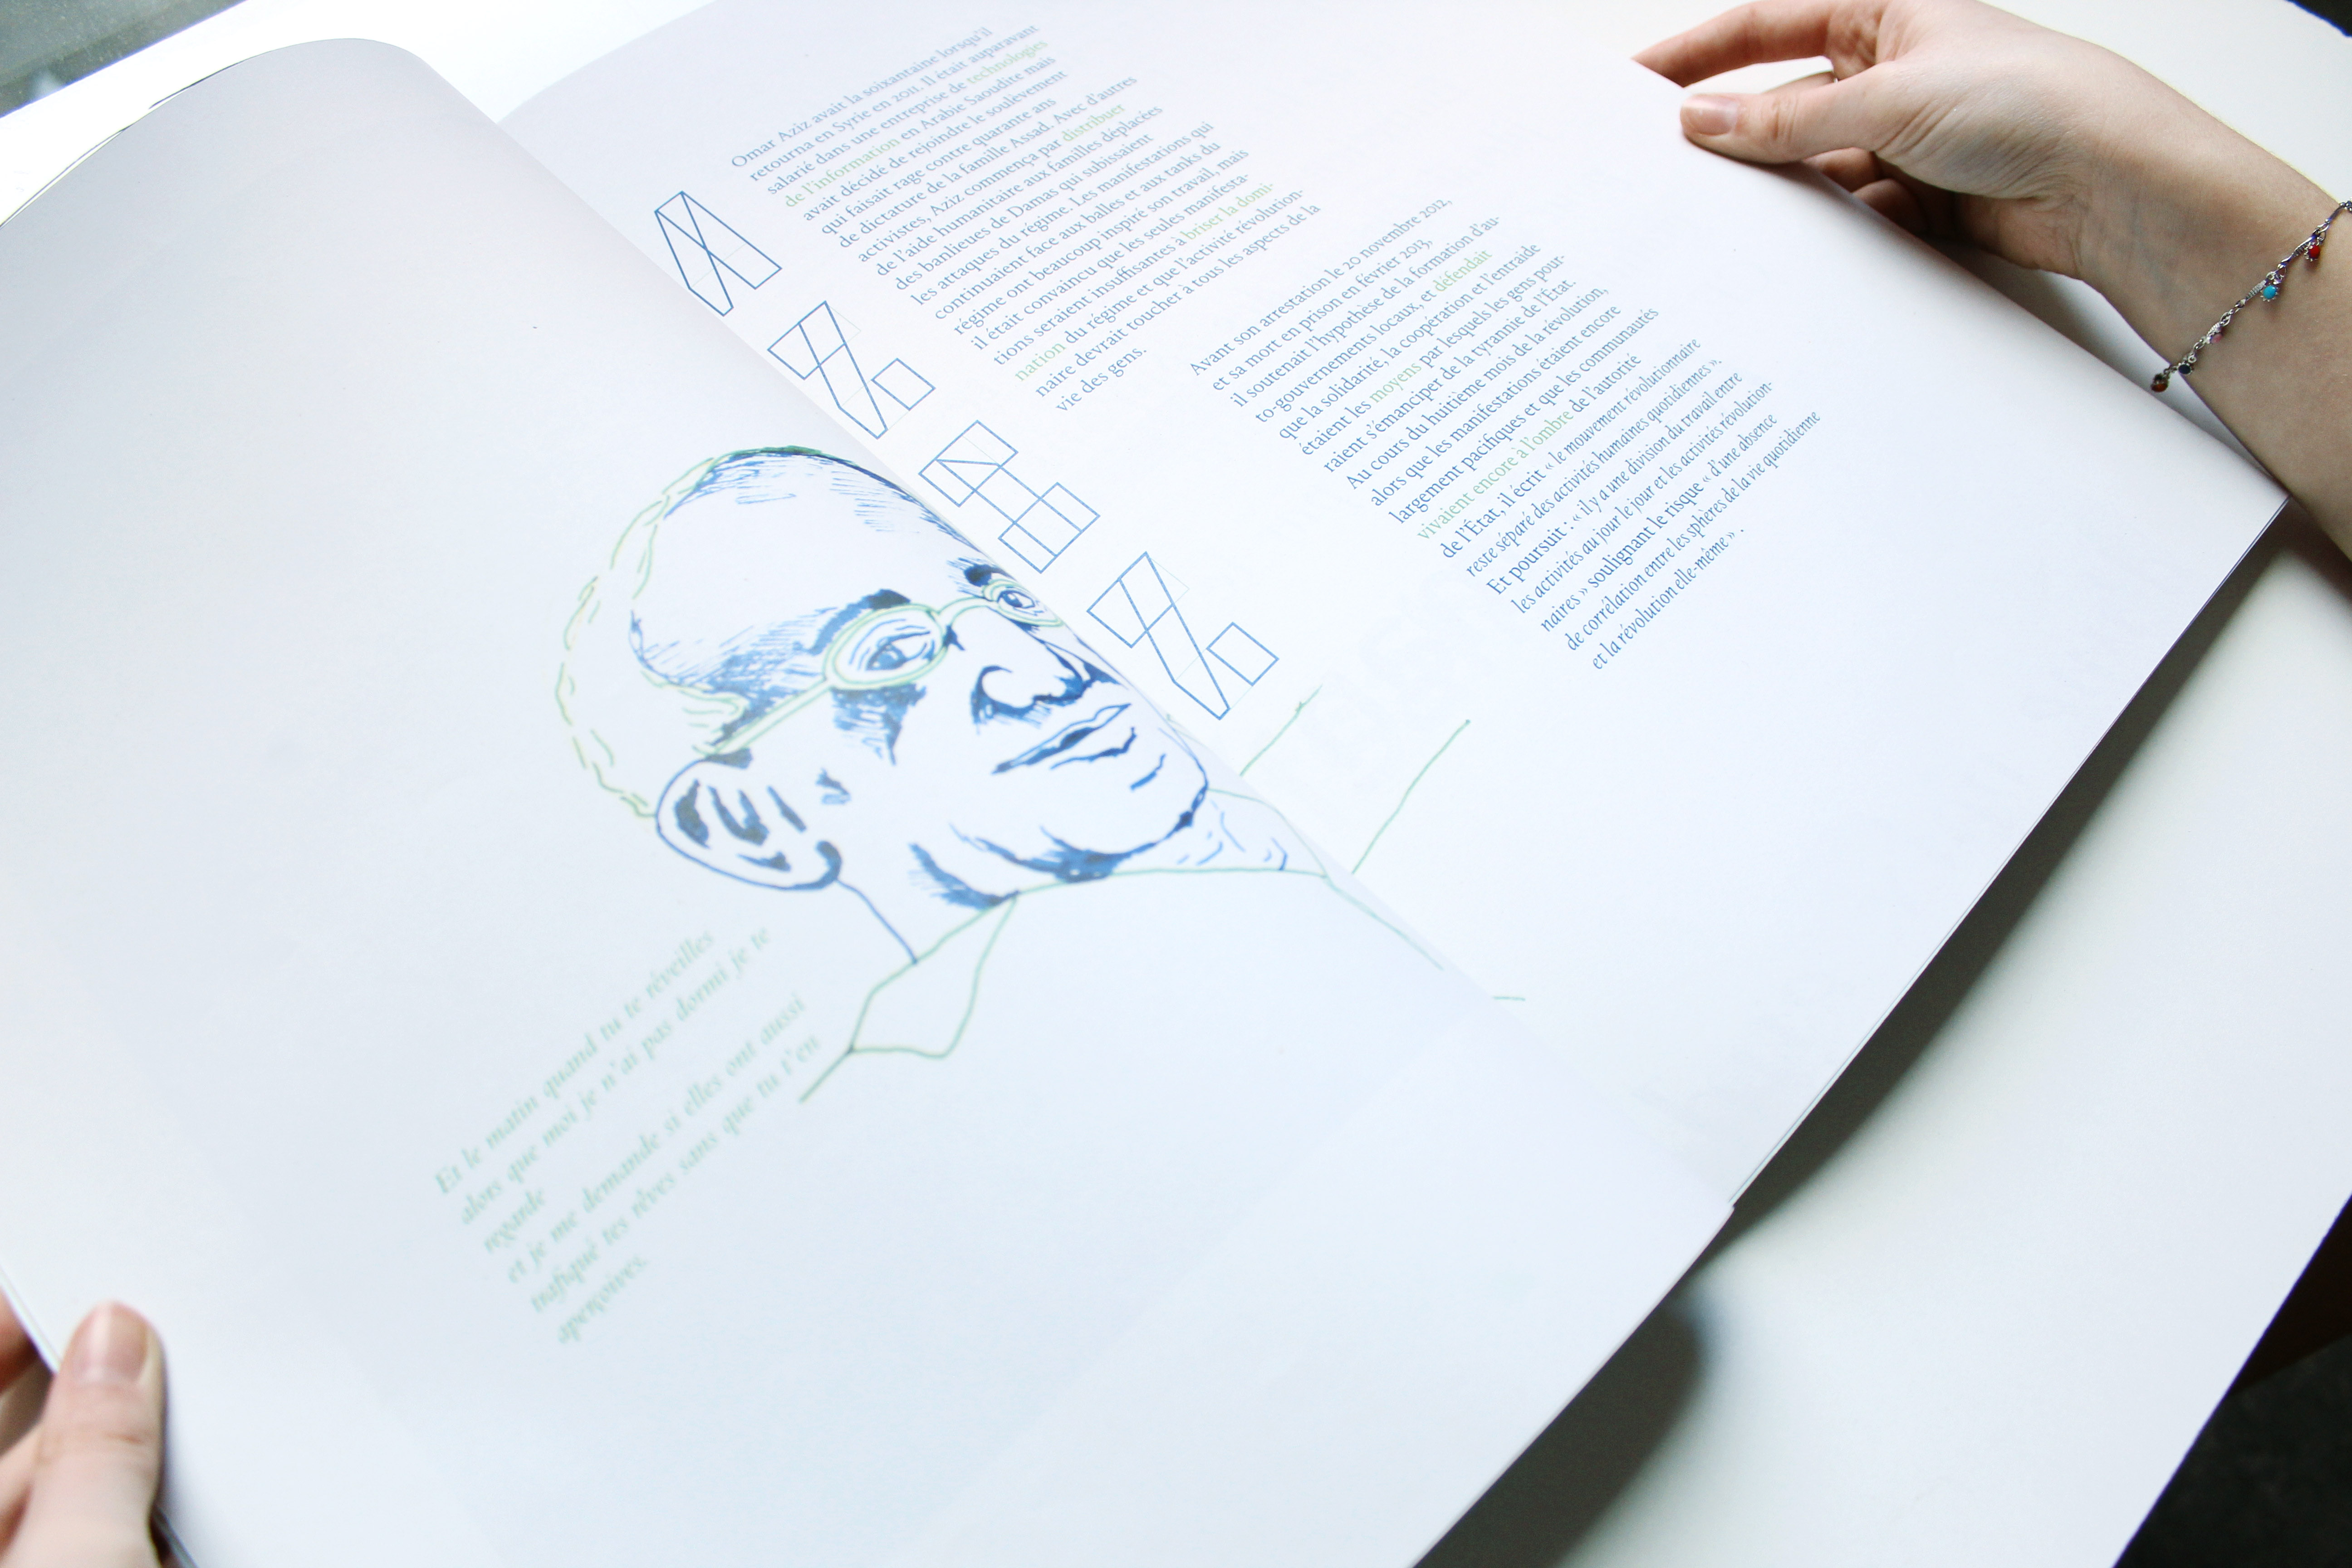 Omar Aziz avait la soixantaine lorsqu'il
retourna en Syrie en 2011. Il était auparavant
salarié dans une entreprise de technologies
de l'information en Arabie Saoudite mais
avait décidé de rejoindre le soulèvement
qui faisait rage contre quarante ans
de dictature de la famille Assad. Avec d'autres
activistes, Aziz commença par distribuer
de l'aide humanitaire aux familles déplacées
des banlieues de Damas qui subissaient
les attaques du régime. Les manifestations qui
continuaient face aux balles et aux tanks du
régime ont beaucoup inspiré son travail, mais
il était convaincu que les seules manifesta-
tions seraient insuffisantes à briser la domi-
nation du régime et que l'activité révolution-
naire devrait toucher à tous les aspects de la
vie des gens.
Avant son arrestation le 20 novembre 2012,
et sa mort en prison en février 2013,
il soutenait l'hypothèse de la formation d'au-
to-gouvernements locaux, et défendait
que la solidarité, la coopération et l'entraide
étaient les moyens par lesquels les gens pour-
raient s'émanciper de la tyrannie de l'État.
Au cours du huitième mois de la révolution,
alors que les manifestations étaient encore
largement pacifiques et que les communautés
vivaient encore à l'ombre de l'autorité
de l'État, il écrit « le mouvement révolutionnaire
reste séparé des activités humaines quotidiennes ».
Et poursuit : « il y a une division du travail entre
les activités au jour le jour et les activités révolution-
naires » soulignant le risque « d'une absence
de corrélation entre les sphères de la vie quotidienne
et la révolution elle-même » .
Et le matin quand tu te réveilles
alors que moi je n'ai pas dormi je te
regarde
et je me demande si elles ont aussi
trafiqué tes rêves sans que tu t'en
aperçoives.